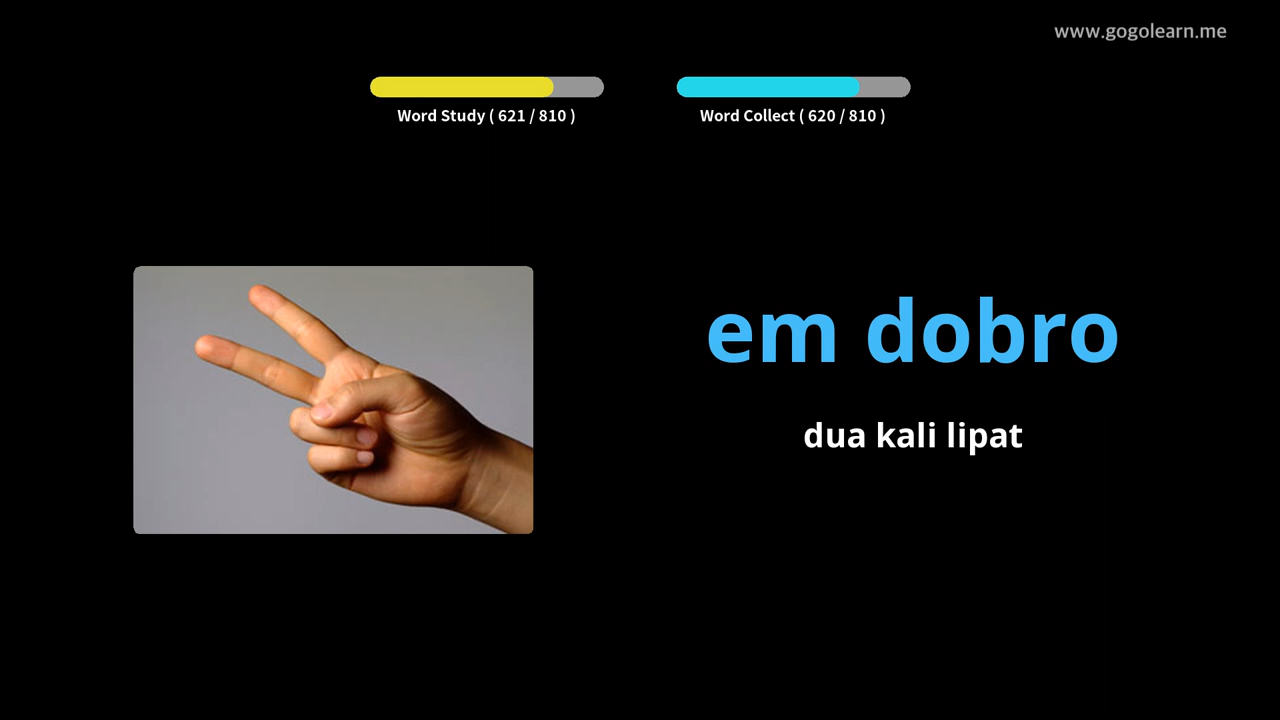 www.gogolearn.me
Word Study ( 621 / 810 )
Word Collect ( 620 / 810 )
em dobro
dua kali lipat